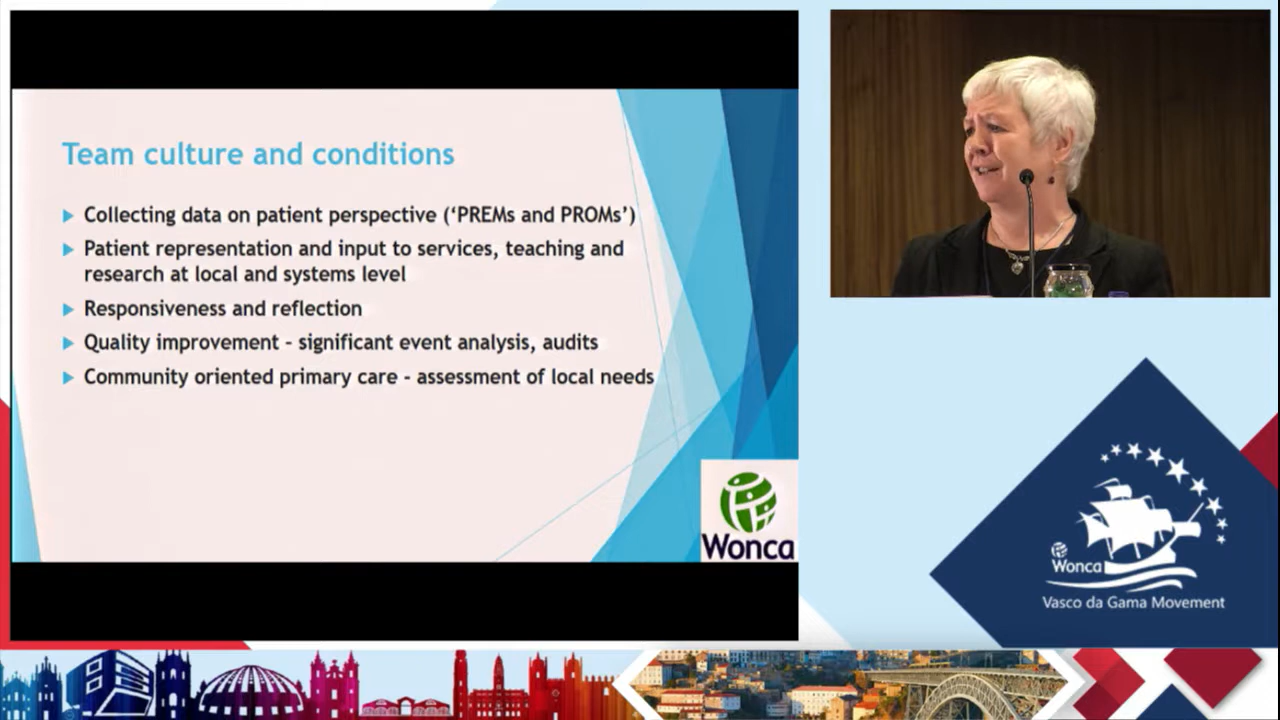 Team culture and conditions
Collecting data on patient perspective (‘PREMs and PROMs’)
Patient representation and input to services, teaching and
research at local and systems level
Responsiveness and reflection
Quality improvement – significant event analysis, audits
Community oriented primary care - assessment of local needs
Wonca
Wonca
Vasco da Gama Movement